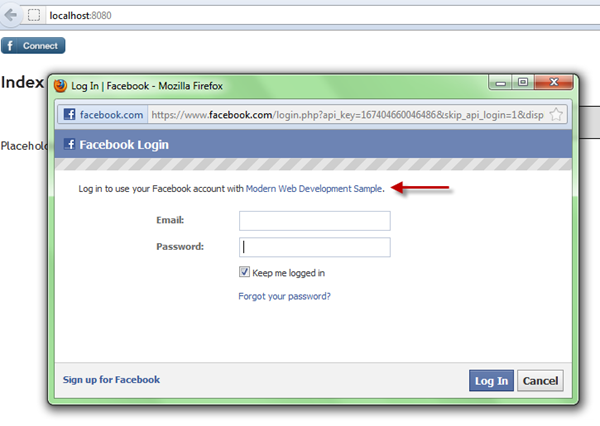 localhost:8080
f Connect
Index
Log In | Facebook - Mozilla Firefox
facebook.com https://www.facebook.com/login.php?api_key=167404660046486&skip_api_login=1&disp
Facebook Login
Log in to use your Facebook account with Modern Web Development Sample.
Placehold
Email:
Password:
Keep me logged in
Forgot your password?
Sign up for Facebook
Log In Cancel